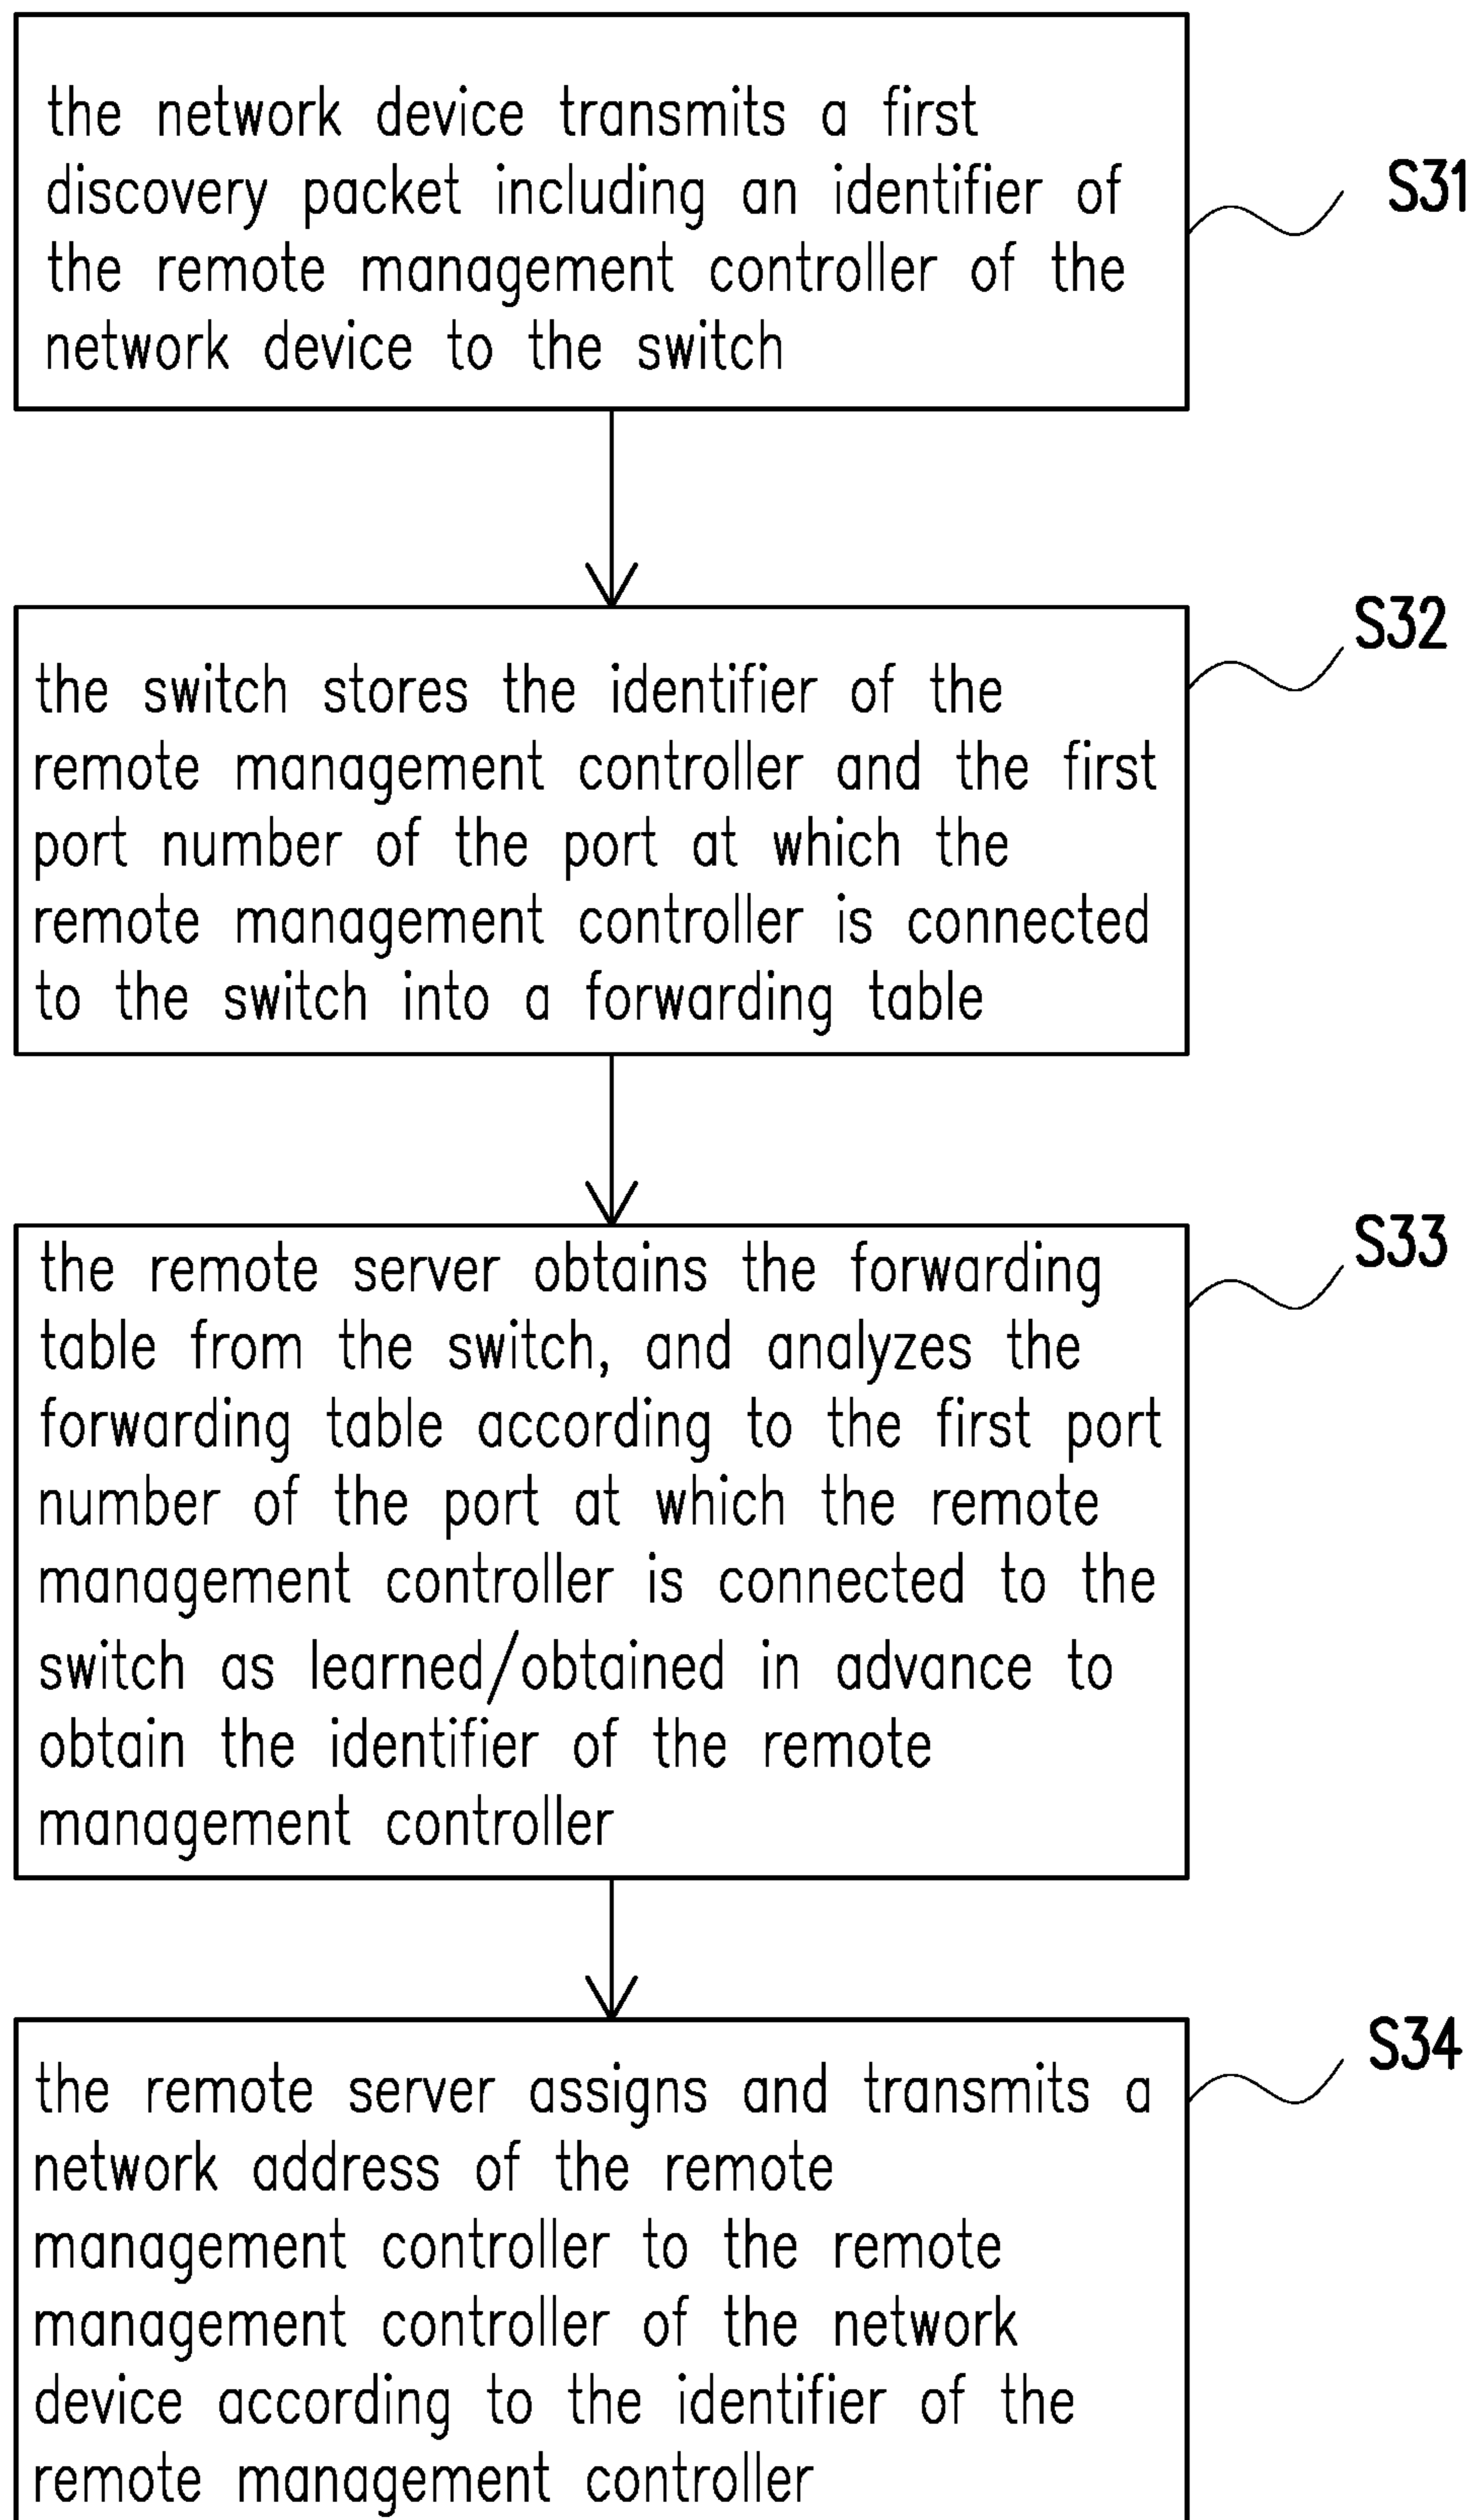 the network device transmits a first
discovery packet including an identifier of
the remote management controller of the
network device to the switch
S31
the switch stores the identifier of the
remote management controller and the first
port number of the port at which the
remote management controller is connected
to the switch into a forwarding table
S32
the remote server obtains the forwarding
table from the switch, and analyzes the
forwarding table according to the first port
number of the port at which the remote
management controller is connected to the
switch as learned/obtained in advance to
obtain the identifier of the remote
management controller
S33
the remote server assigns and transmits a
network address of the remote
management controller to the remote
management controller of the network
device according to the identifier of the
remote management controller
S34